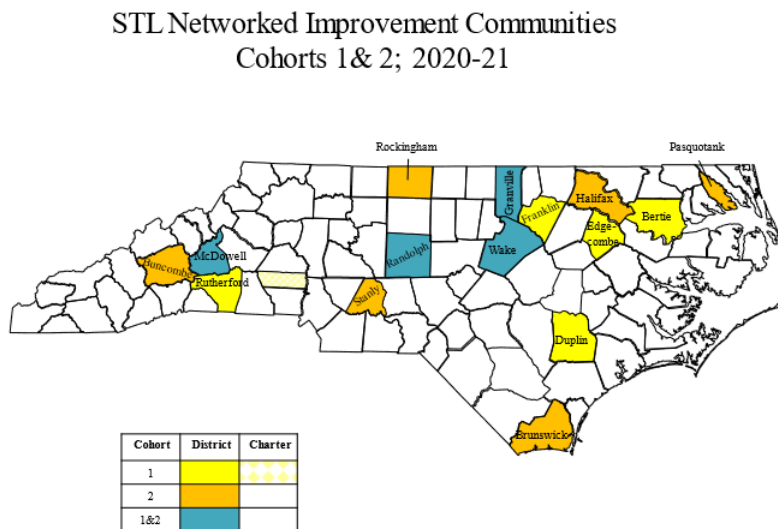 STL Networked Improvement Communities
Cohorts 1& 2; 2020-21
Rockingham
Pasquotank
Granville
Halifax
Franklin
Bertie
Edge-
combe
McDowell
Wake
Randolph
Buncombe
Rutherford
Stanly
Duplin
Brunswick
Cohort District Charter
1
2
1&2